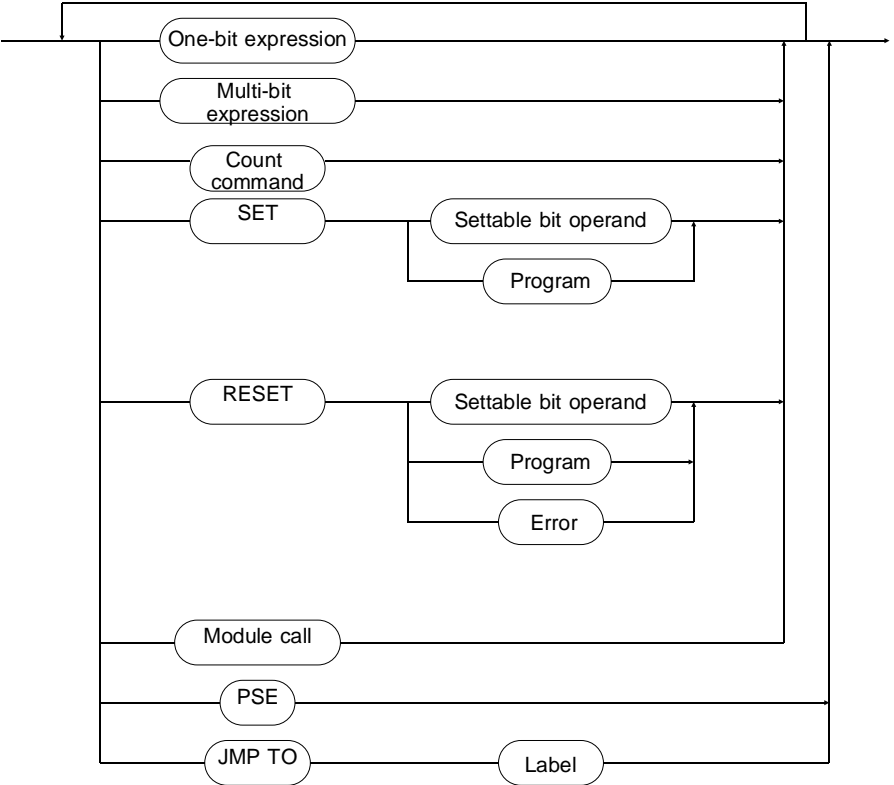 One-bit expression
Multi-bit
expression
Count
command
SET
Settable bit operand
Program
RESET
Settable bit operand
Program
Error
Module call
PSE
JMP TO
Label